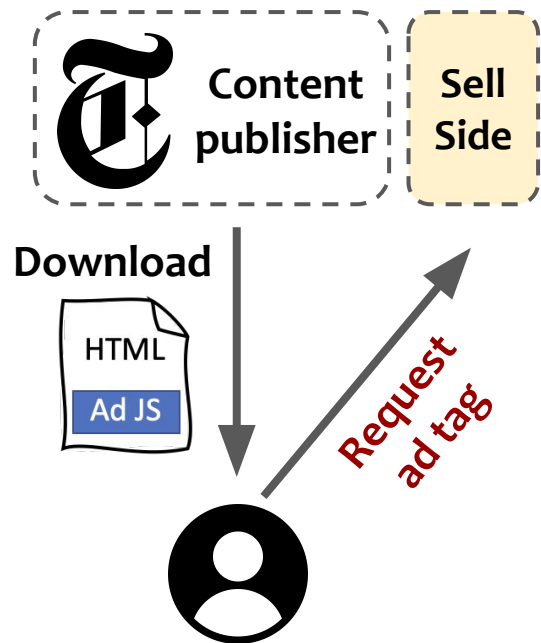 T
Content
publisher
Sell
Side
Download
HTML
Ad JS
Request
ad tag